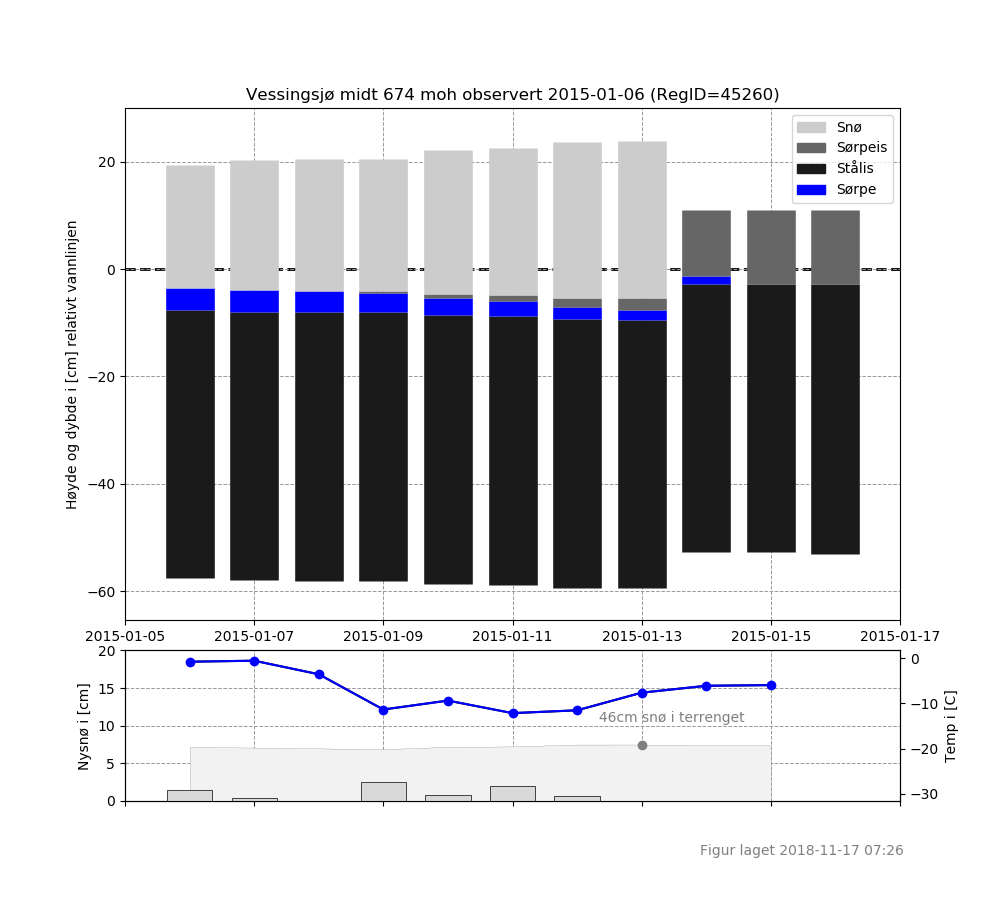 Vessingsjø midt 674 moh observert 2015-01-06 (RegID=45260)
Snø
Sørpeis
Stålis
Sørpe
Høyde og dybde i [cm] relativt vannlinjen
20
0
−20
−40
−60
2015-01-05
2015-01-07
2015-01-09
2015-01-11
2015-01-13
2015-01-15
2015-01-17
Nysnø i [cm]
20
15
10
5
0
46cm snø i terrenget
0
−10
−20
−30
Temp i [C]
Figur laget 2018-11-17 07:26